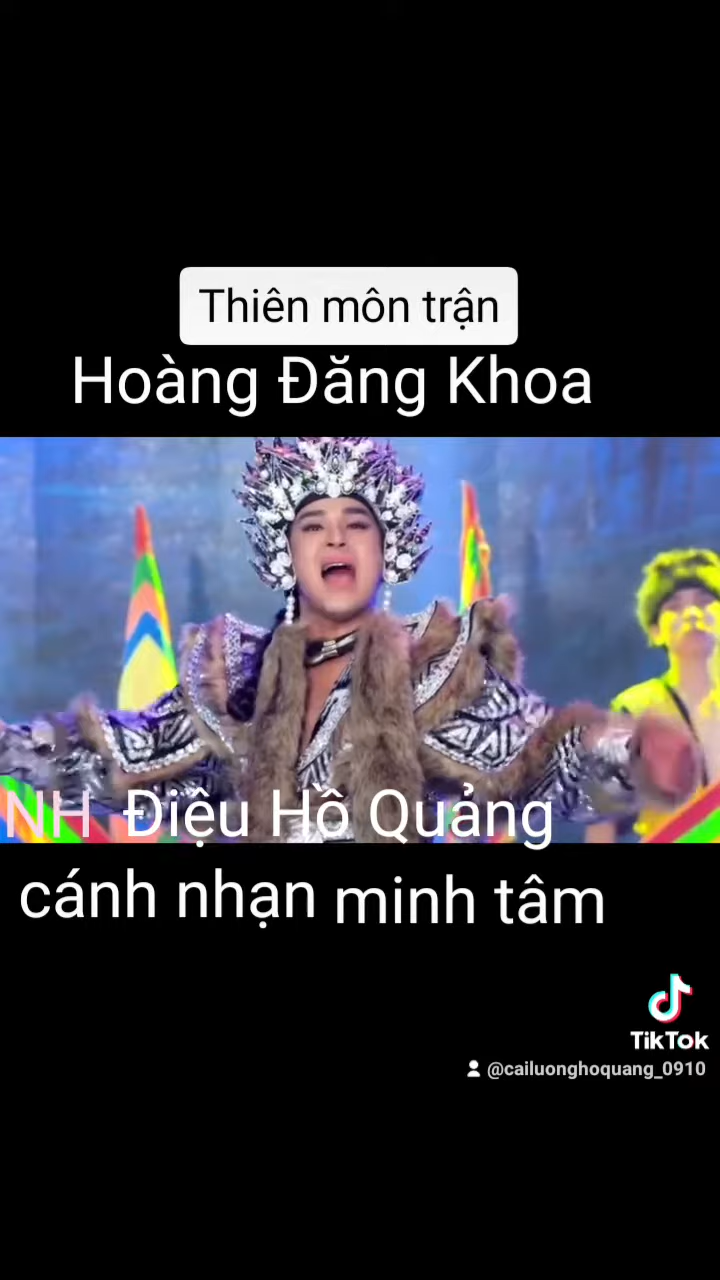 Thiên môn trận
Hoàng Đăng Khoa
NH Điệu Hồ Quảng
cánh nhạn minh tâm
TikTok
@cailuonghoquang_0910